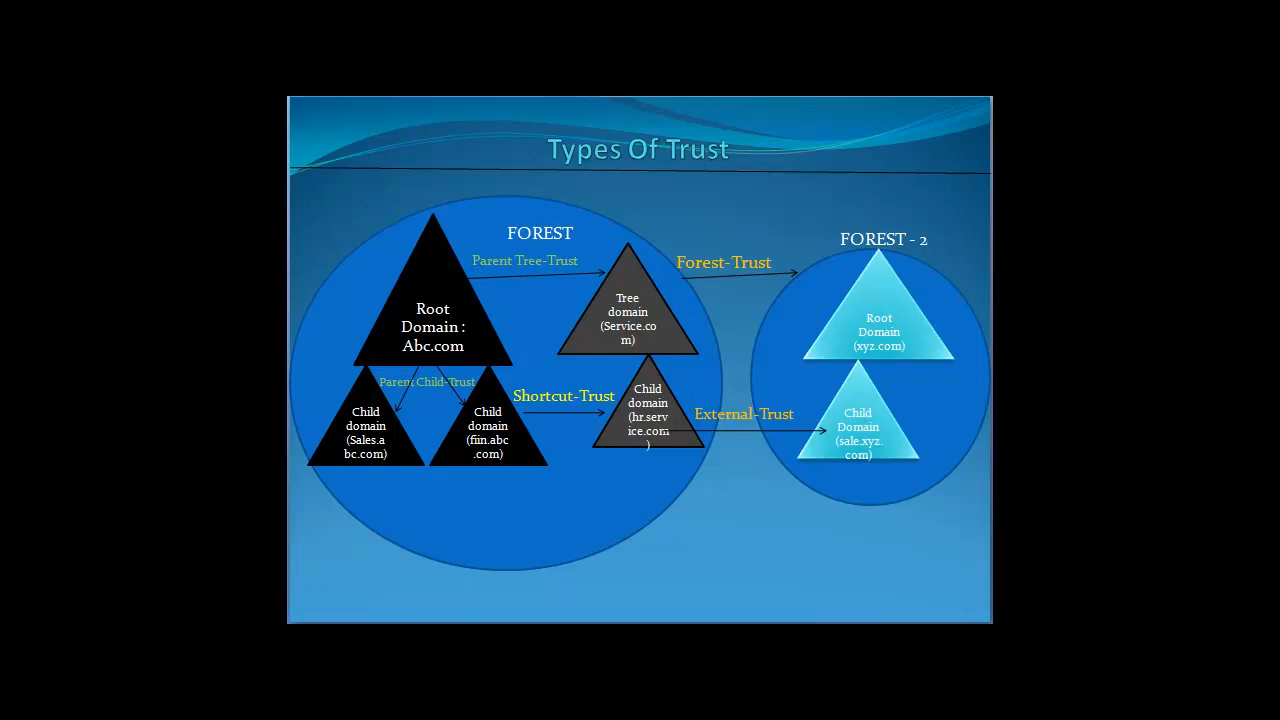 Types Of Trust
FOREST
FOREST - 2
Parent Tree-Trust
Forest-Trust
Root
Domain :
Abc.com
Tree
domain
(Service.co
m)
Root
Domain
(xyz.com)
Parent Child-Trust
Shortcut-Trust
External-Trust
Child
domain
(Sales.a
bc.com)
Child
domain
(fiin.abc
.com)
Child
domain
(hr.serv
ice.com
)
Child
Domain
(sale.xyz.
com)